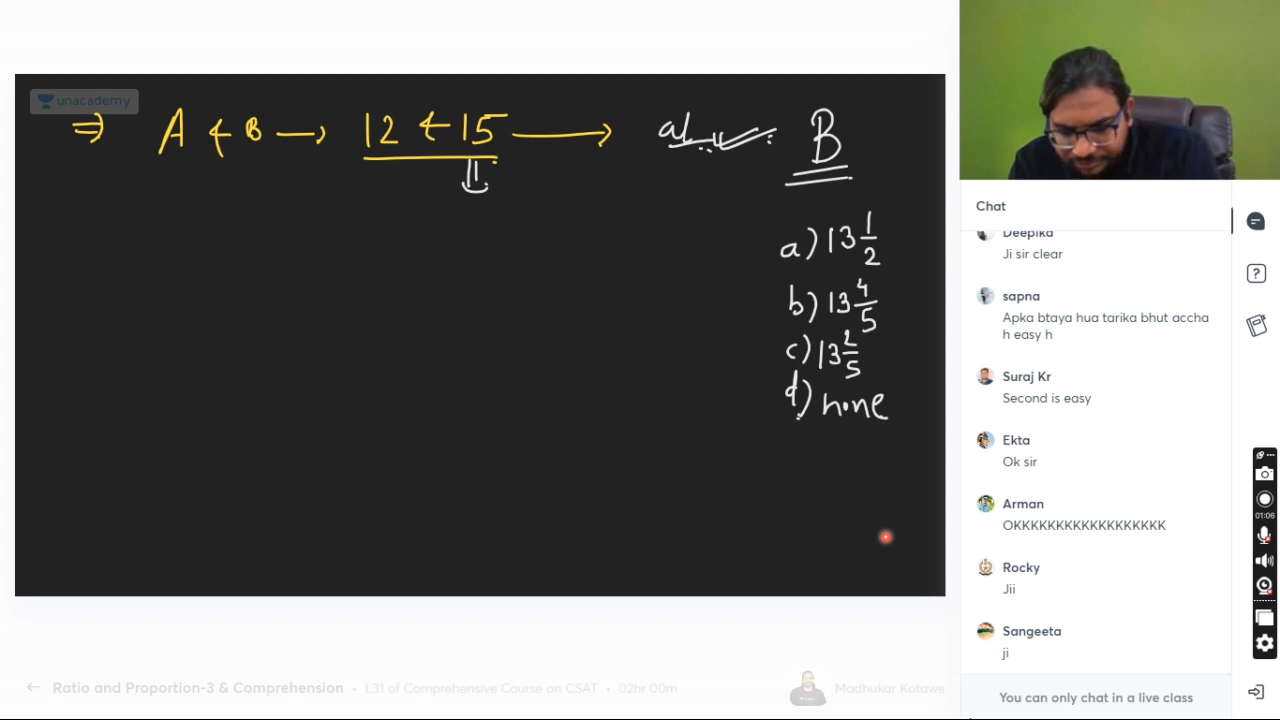 unacademy
⇒ A + B → 12 + 15 → alt B
a) 13 1/2
b) 13 4/5
c) 13 2/5
d) none
Chat
Deepika
Ji sir clear
sapna
Apka btaya hua tarika bhut accha
h easy h
Suraj Kr
Second is easy
Ekta
Ok sir
Arman
OKKKKKKKKKKKKKKKKKK
Rocky
Jii
Sangeeta
ji
You can only chat in a live class
01:06
← Ratio and Proportion-3 & Comprehension • L31 of Comprehensive Course on CSAT • 02hr 00m
Madhukar Kotawe